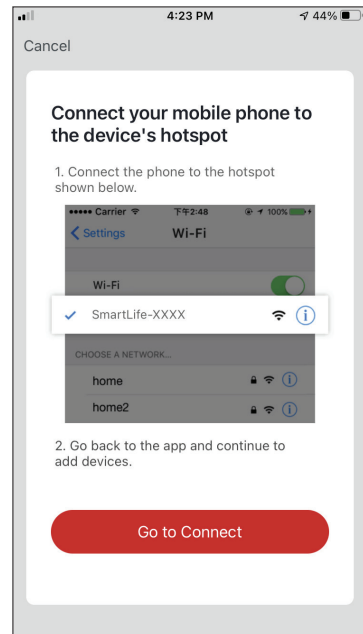 4:23 PM 44%
Cancel
Connect your mobile phone to
the device's hotspot
1. Connect the phone to the hotspot
shown below.
Carrier 下午2:48 100%
Settings Wi-Fi
Wi-Fi
SmartLife-XXXX
CHOOSE A NETWORK...
home
home2
2. Go back to the app and continue to
add devices.
Go to Connect